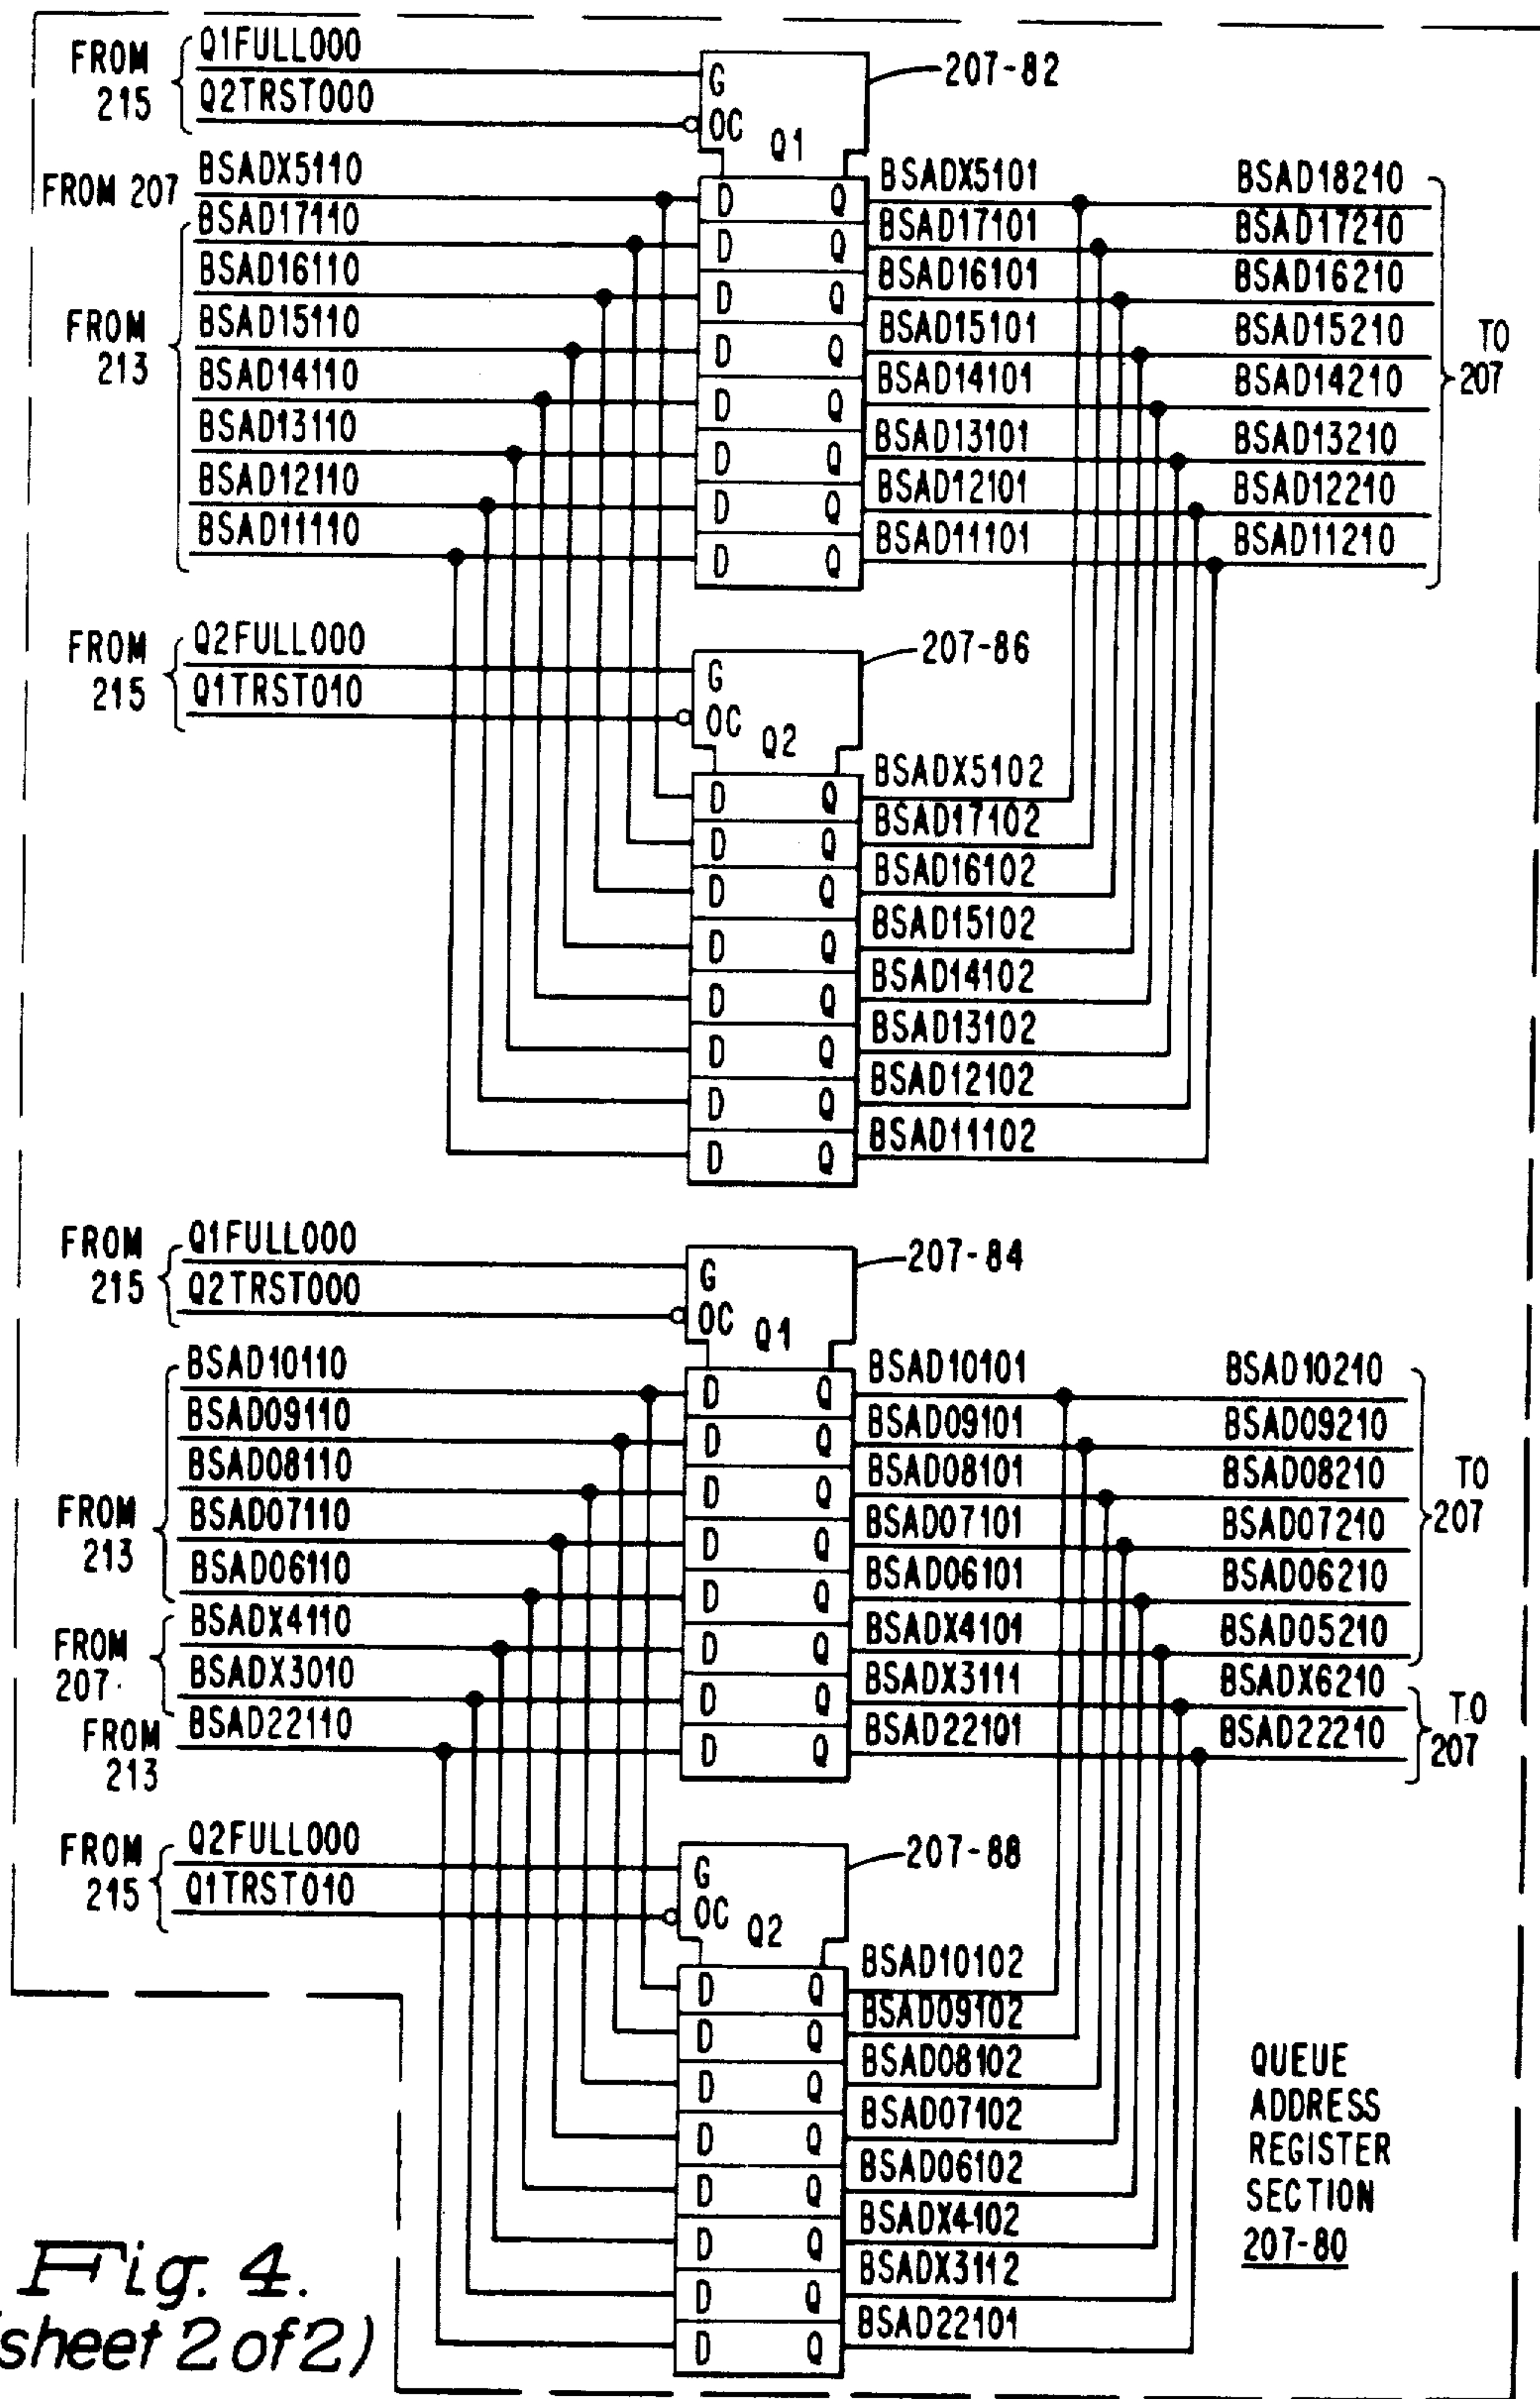 FROM 215
Q1FULL000
Q2TRST000
G
OC
Q1
207-82
FROM 207
BSADX5110 D Q BSADX5101 BSAD18210
FROM 213
BSAD17110 D Q BSAD17101 BSAD17210
BSAD16110 D Q BSAD16101 BSAD16210
BSAD15110 D Q BSAD15101 BSAD15210
BSAD14110 D Q BSAD14101 BSAD14210
BSAD13110 D Q BSAD13101 BSAD13210
BSAD12110 D Q BSAD12101 BSAD12210
BSAD11110 D Q BSAD11101 BSAD11210
TO 207
FROM 215
Q2FULL000
Q1TRST010
G
OC
Q2
207-86
D Q BSADX5102
D Q BSAD17102
D Q BSAD16102
D Q BSAD15102
D Q BSAD14102
D Q BSAD13102
D Q BSAD12102
D Q BSAD11102
FROM 215
Q1FULL000
Q2TRST000
G
OC
Q1
207-84
FROM 213
BSAD10110 D Q BSAD10101 BSAD10210
BSAD09110 D Q BSAD09101 BSAD09210
BSAD08110 D Q BSAD08101 BSAD08210
BSAD07110 D Q BSAD07101 BSAD07210
BSAD06110 D Q BSAD06101 BSAD06210
TO 207
FROM 207
BSADX4110 D Q BSADX4101 BSAD05210
BSADX3010 D Q BSADX3111 BSADX6210
FROM 213
BSAD22110 D Q BSAD22101 BSAD22210
TO 207
FROM 215
Q2FULL000
Q1TRST010
G
OC
Q2
207-88
D Q BSAD10102
D Q BSAD09102
D Q BSAD08102
D Q BSAD07102
D Q BSAD06102
D Q BSADX4102
D Q BSADX3112
D Q BSAD22101
QUEUE
ADDRESS
REGISTER
SECTION
207-80
Fig. 4.
(sheet 2 of 2)